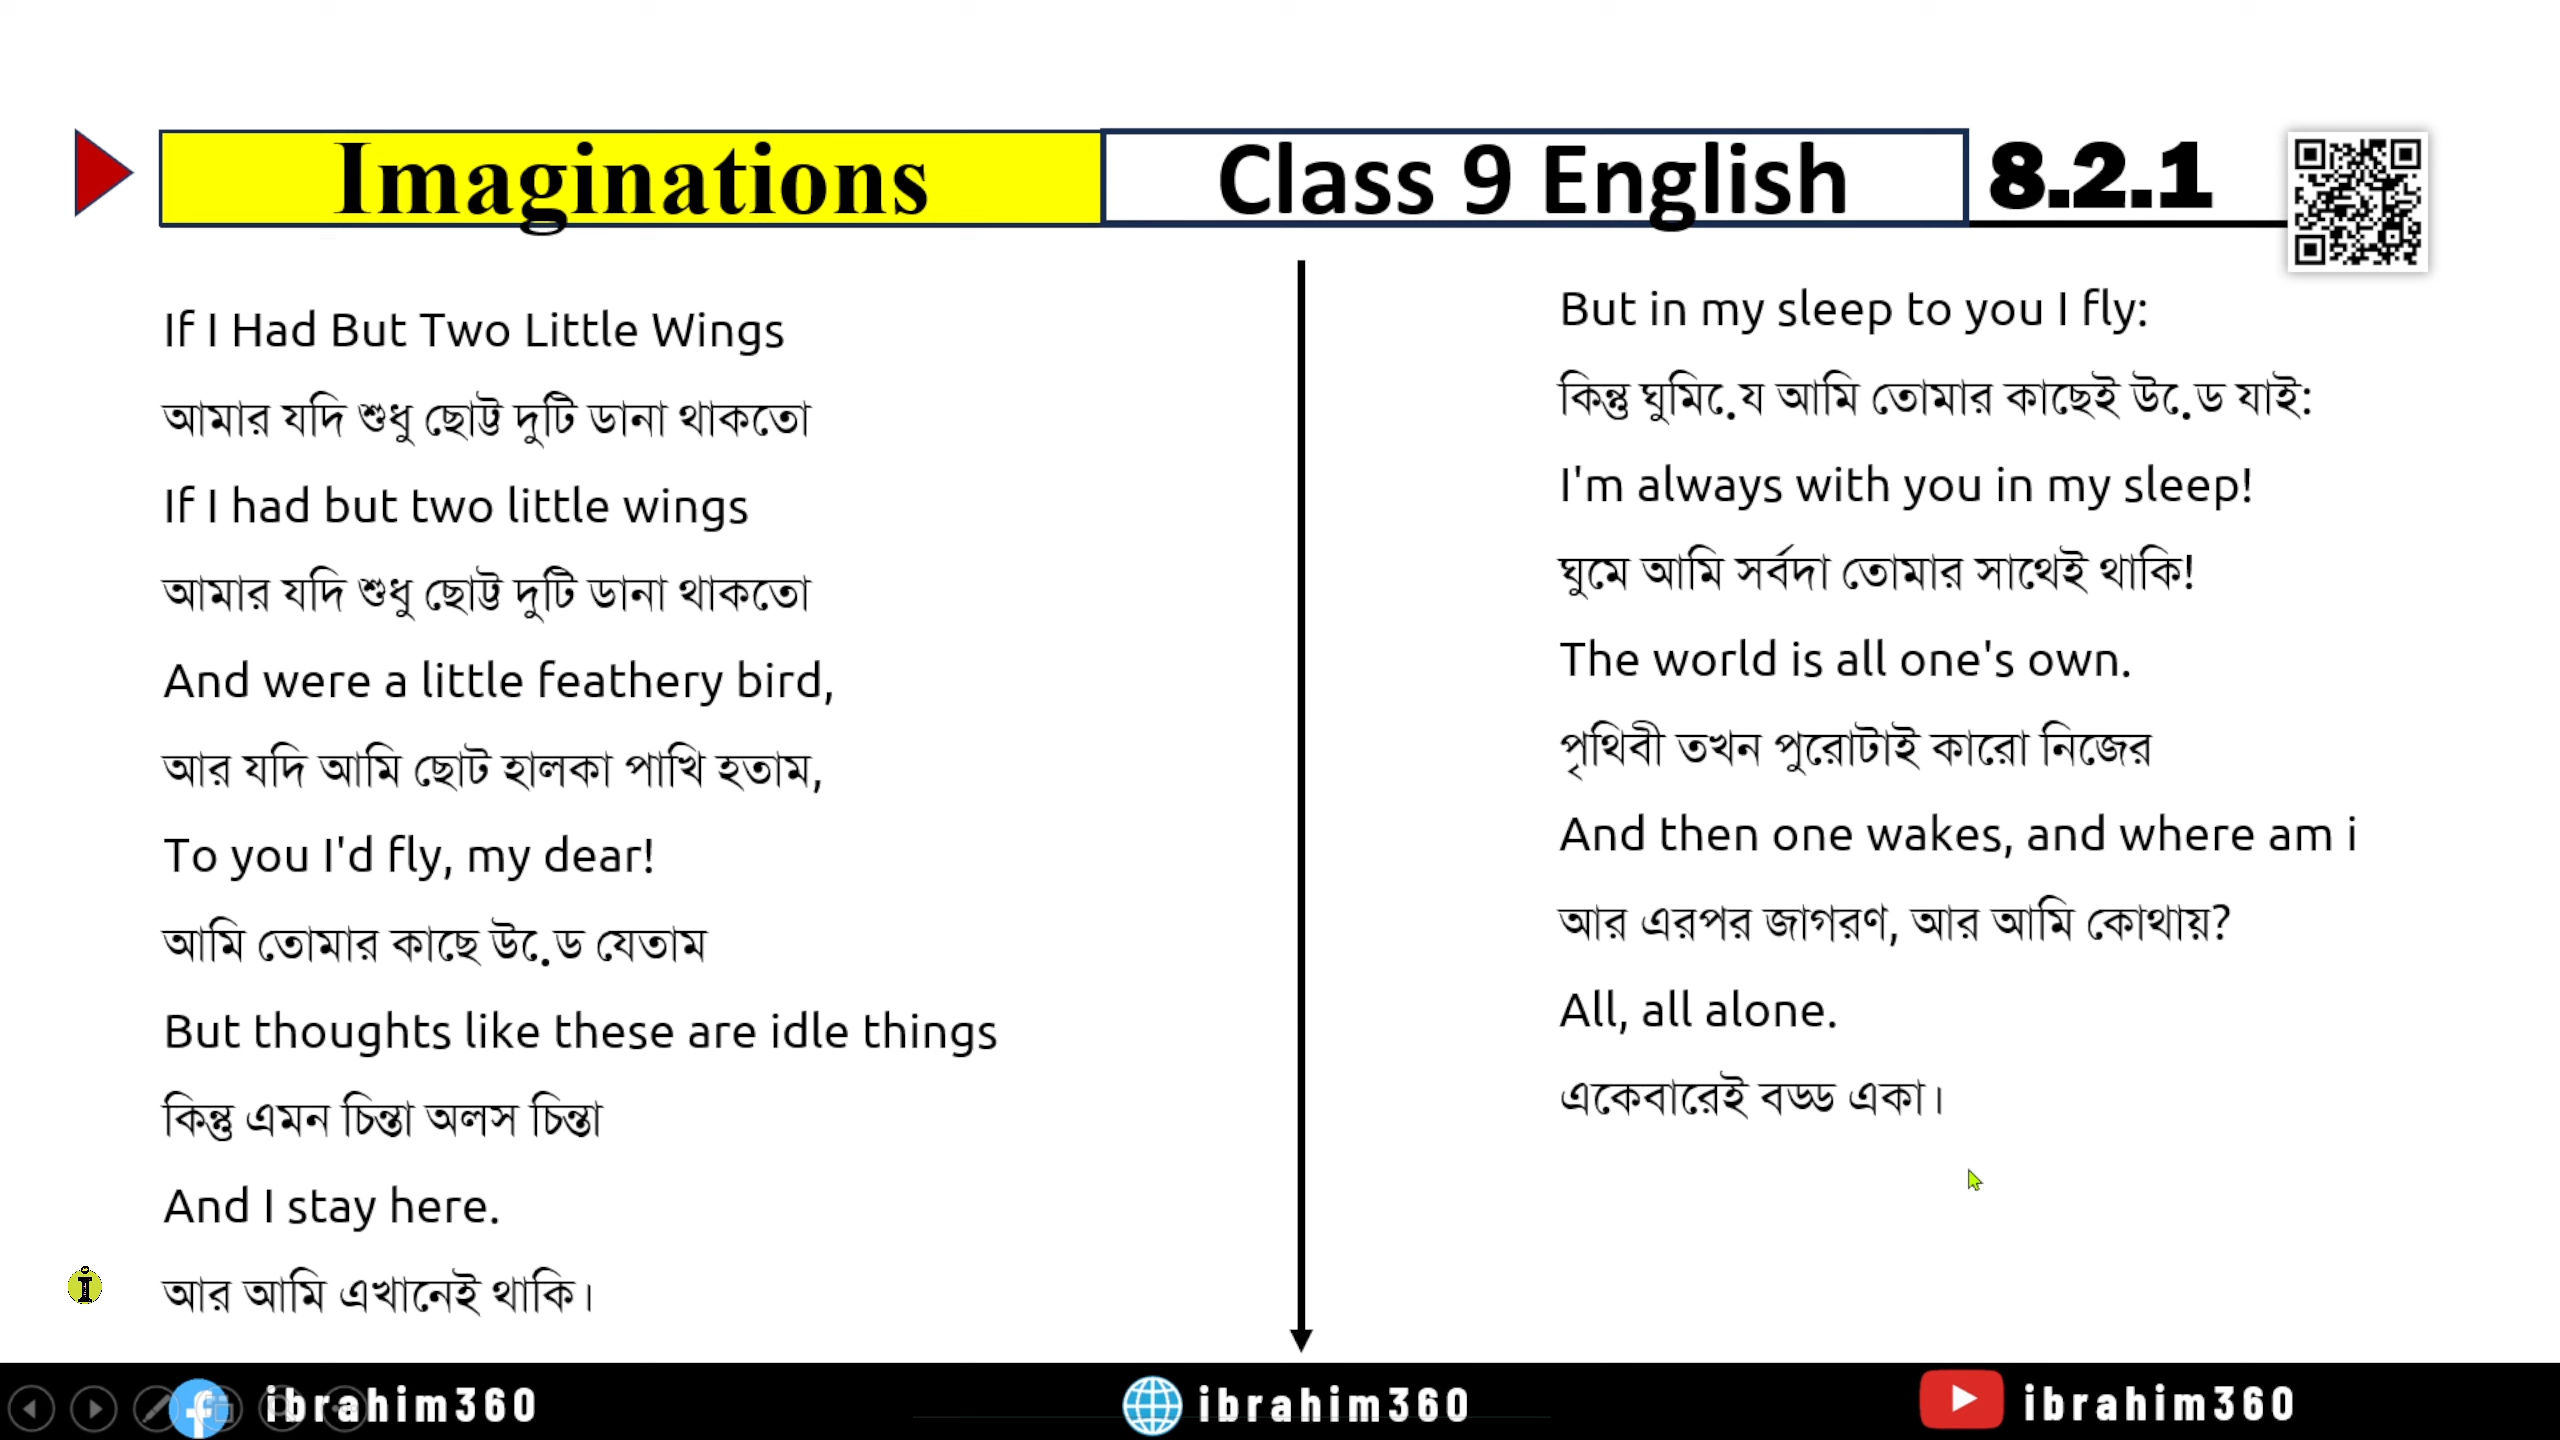 Imaginations
Class 9 English
8.2.1
If I Had But Two Little Wings
আমার যদি শুধু ছোট্ট দুটি ডানা থাকতো
If I had but two little wings
আমার যদি শুধু ছোট্ট দুটি ডানা থাকতো
And were a little feathery bird,
আর যদি আমি ছোট হালকা পাখি হতাম,
To you I'd fly, my dear!
আমি তোমার কাছে উ.ে.ড যেতাম
But thoughts like these are idle things
কিন্তু এমন চিন্তা অলস চিন্তা
And I stay here.
আর আমি এখানেই থাকি।
But in my sleep to you I fly:
কিন্তু ঘুমিে.য আমি তোমার কাছেই উে.ড যাই:
I'm always with you in my sleep!
ঘুমে আমি সর্বদা তোমার সাথেই থাকি!
The world is all one's own.
পৃথিবী তখন পুরোটাই কারো নিজের
And then one wakes, and where am i
আর এরপর জাগরণ, আর আমি কোথায়?
All, all alone.
একেবারেই বড্ড একা।
ibrahim360
ibrahim360
ibrahim360